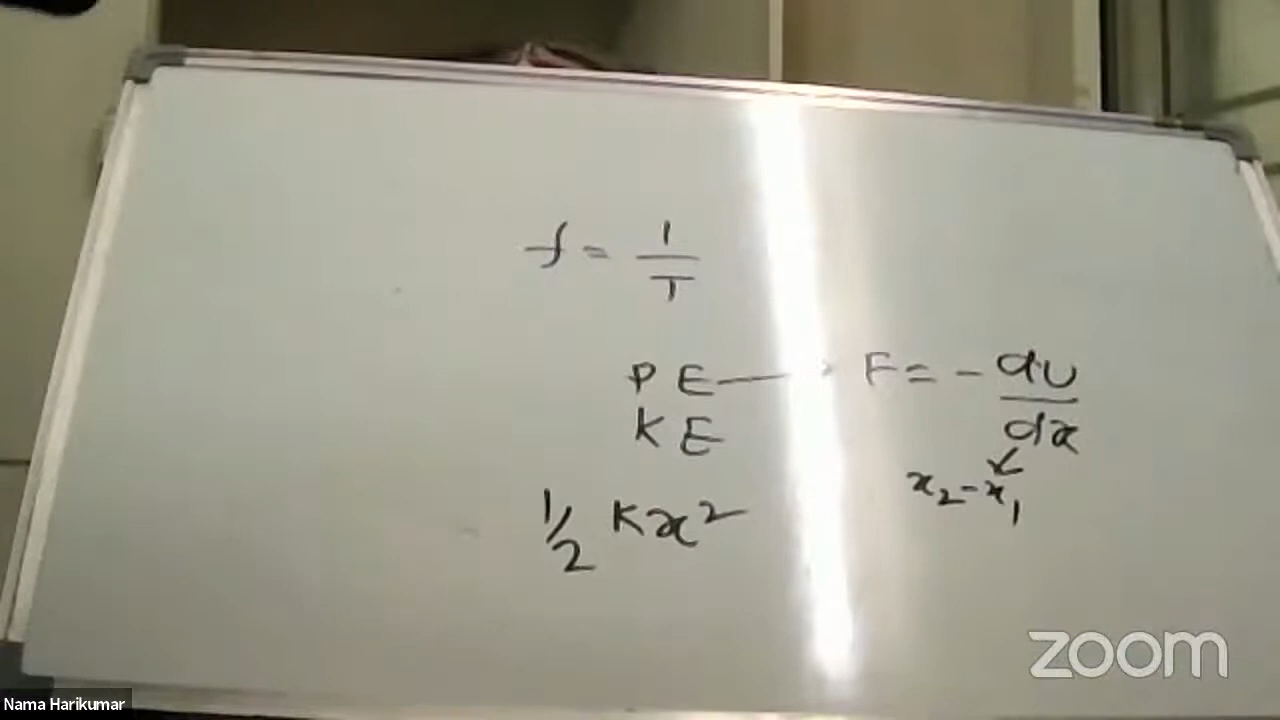 f = 1/T
PE → F = - dU/dx
KE
x₂-x₁
1/2 Kx²
zoom
Nama Harikumar